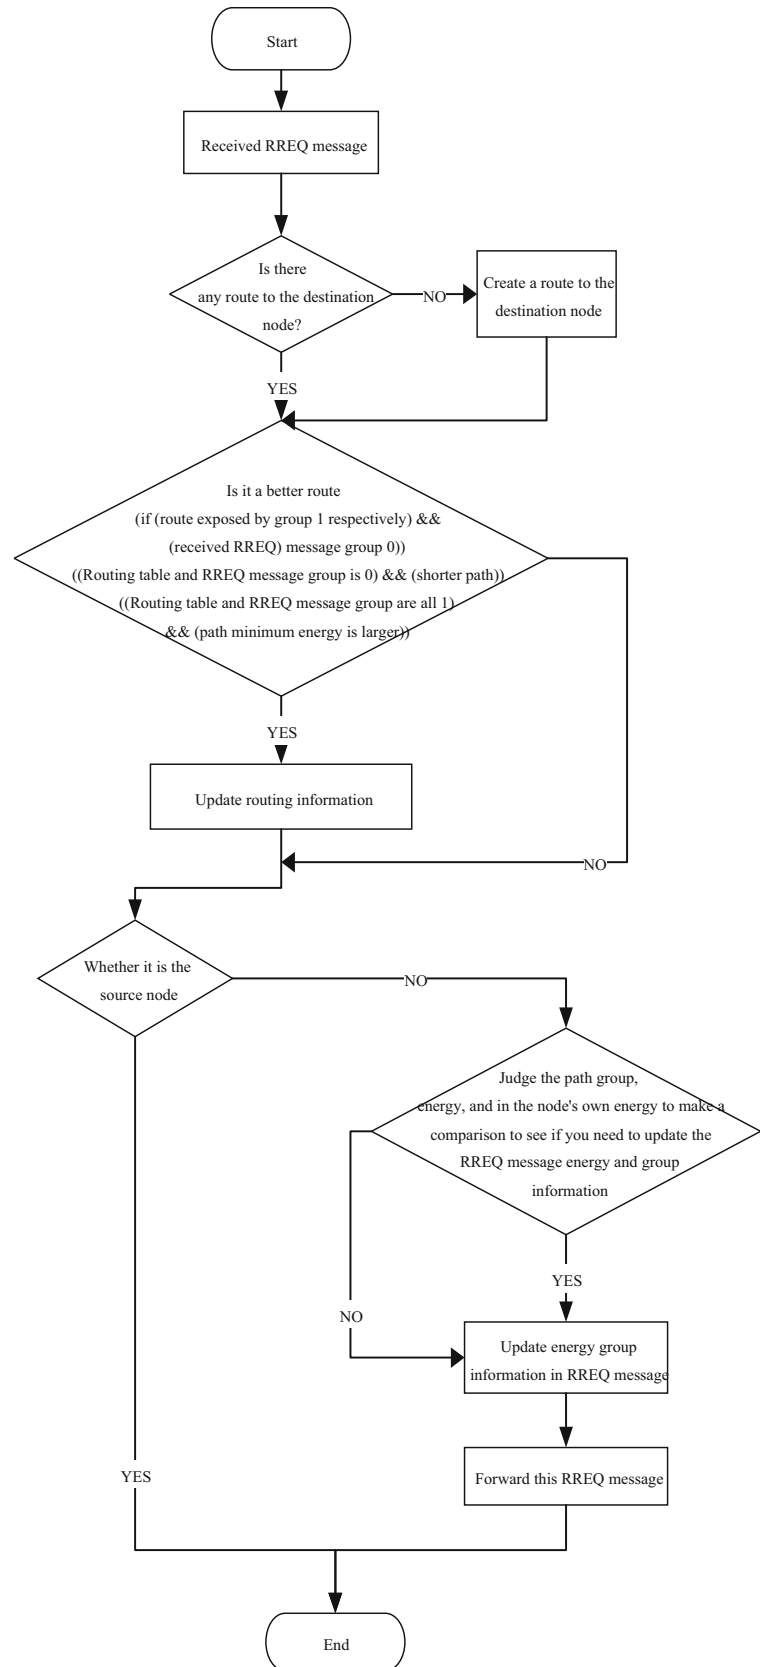 Start
Received RREQ message
Is there
any route to the destination
node?
NO
Create a route to the
destination node
YES
Is it a better route
(if (route exposed by group 1 respectively) &&
(received RREQ) message group 0))
((Routing table and RREQ message group is 0) && (shorter path))
((Routing table and RREQ message group are all 1)
&& (path minimum energy is larger))
YES
Update routing information
NO
Whether it is the
source node
NO
Judge the path group,
energy, and in the node's own energy to make a
comparison to see if you need to update the
RREQ message energy and group
information
YES
NO
Update energy group
information in RREQ message
YES
Forward this RREQ message
End